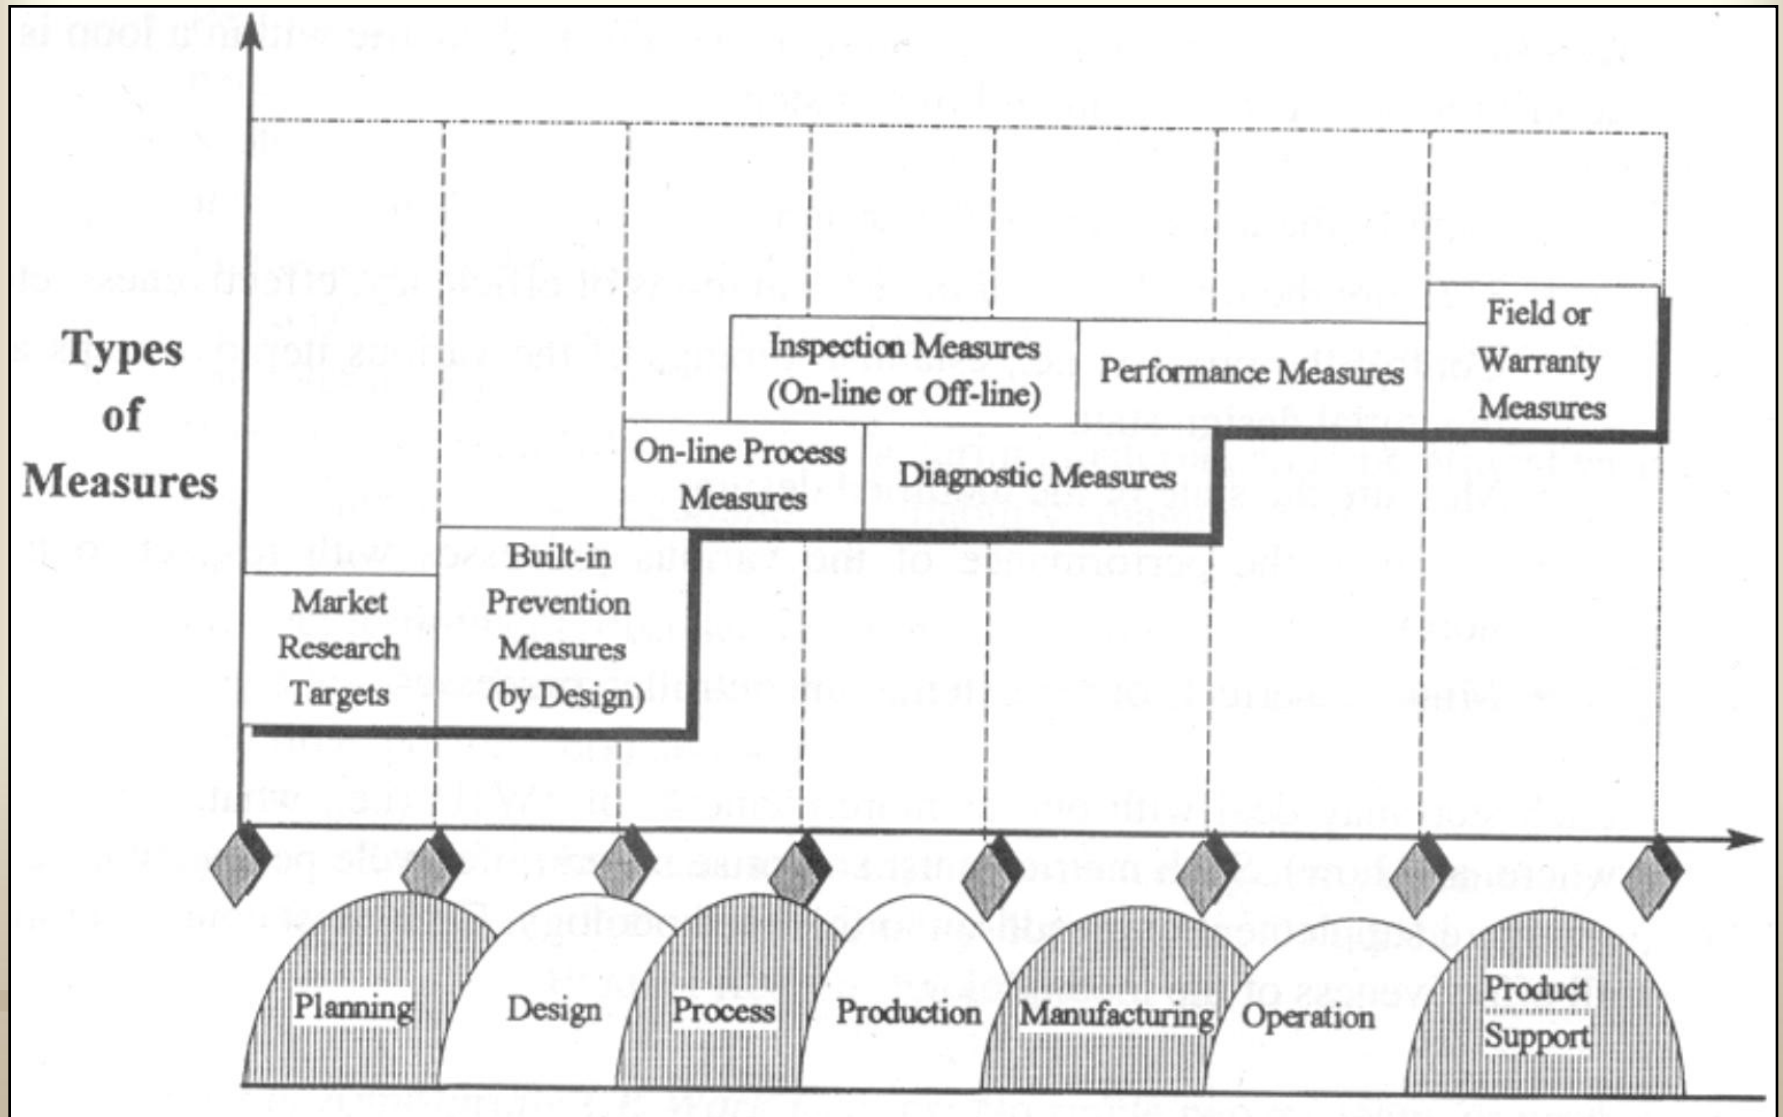 Types
of
Measures
Field or
Warranty
Measures
Inspection Measures
(On-line or Off-line)
Performance Measures
On-line Process
Measures
Diagnostic Measures
Built-in
Prevention
Measures
(by Design)
Market
Research
Targets
Planning
Design
Process
Production
Manufacturing
Operation
Product
Support